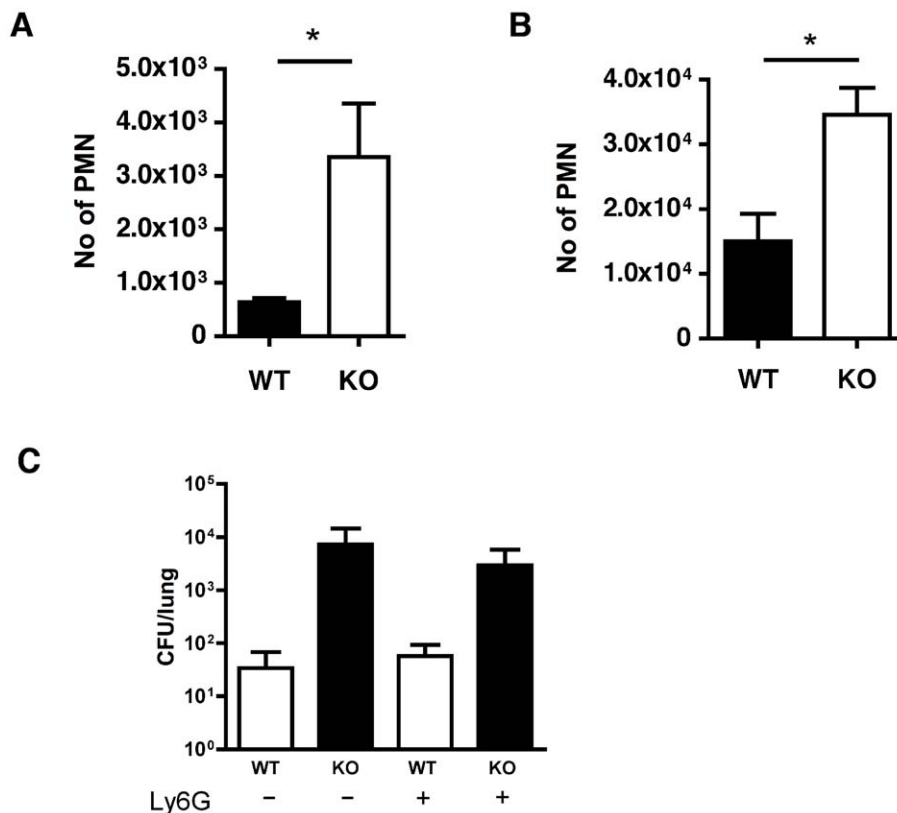 A
*
5.0x10³
4.0x10³
3.0x10³
2.0x10³
1.0x10³
0
No of PMN
WT KO
B
*
4.0x10⁴
3.0x10⁴
2.0x10⁴
1.0x10⁴
0
No of PMN
WT KO
C
10⁵
10⁴
10³
10²
10¹
10⁰
CFU/lung
WT KO WT KO
Ly6G − − + +